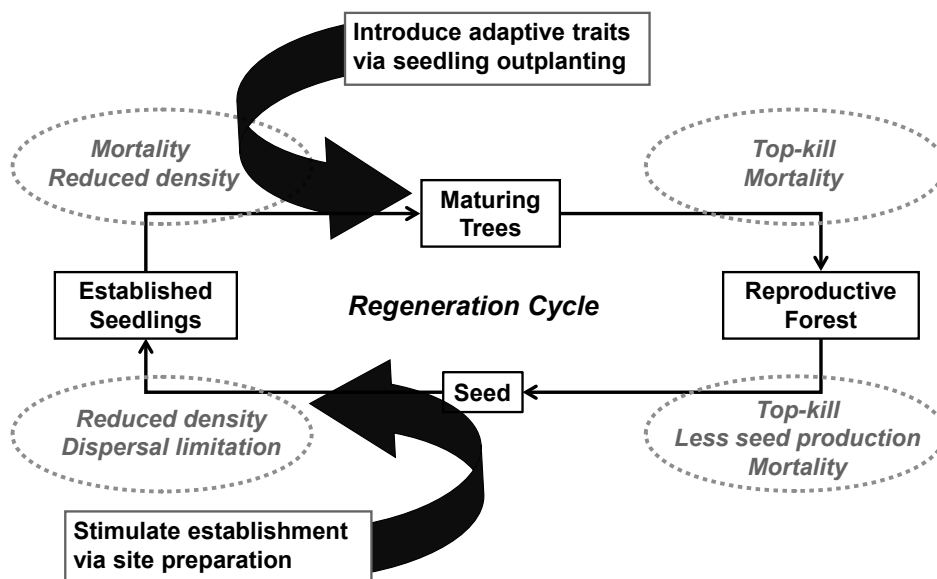 Introduce adaptive traits
via seedling outplanting
Mortality
Reduced density
Top-kill
Mortality
Maturing
Trees
Established
Seedlings
Regeneration Cycle
Reproductive
Forest
Seed
Reduced density
Dispersal limitation
Top-kill
Less seed production
Mortality
Stimulate establishment
via site preparation